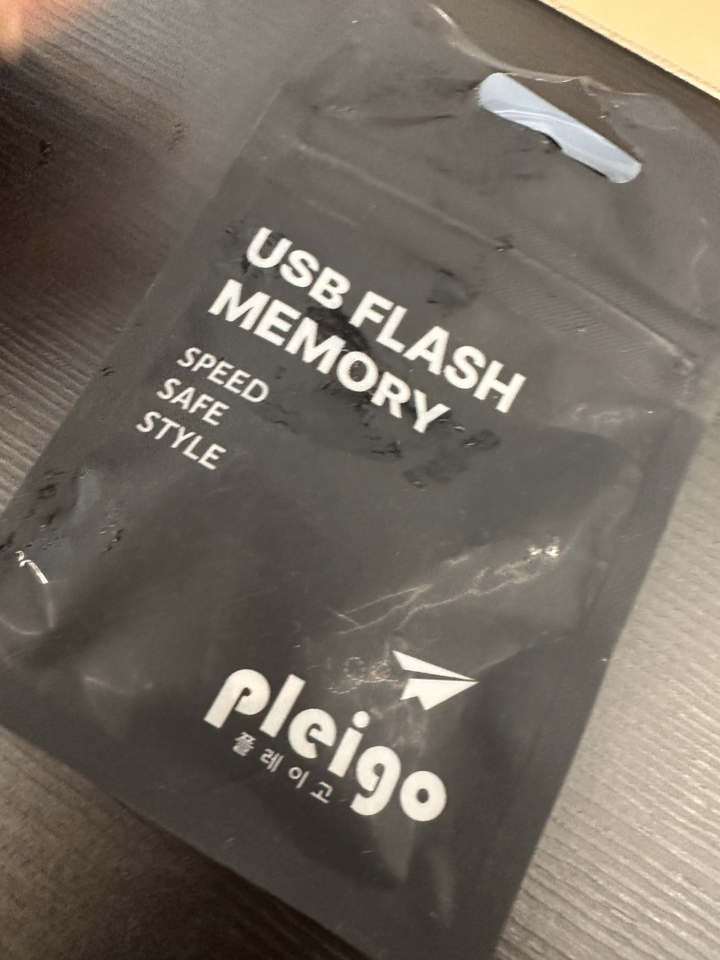 USB FLASH
MEMORY
SPEED
SAFE
STYLE
pleigo
플레이고